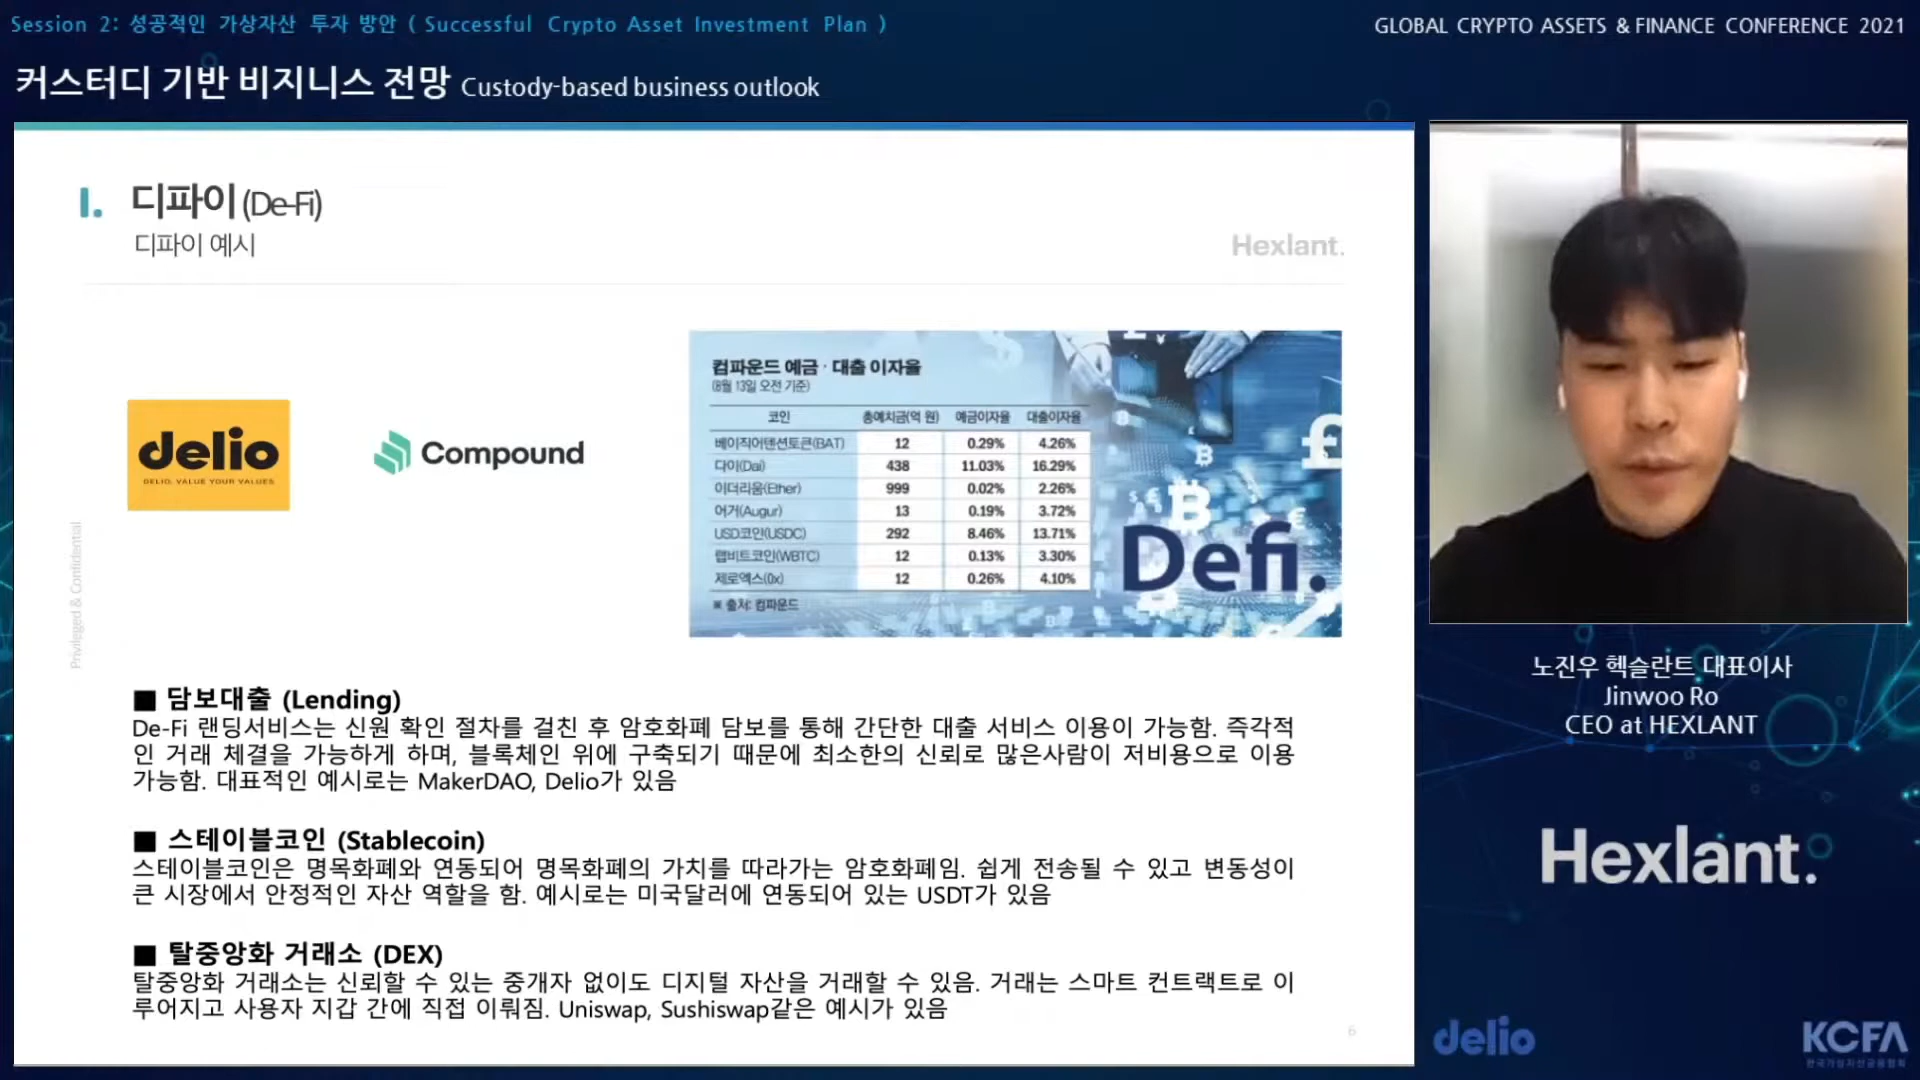 Session 2: 성공적인 가상자산 투자 방안 ( Successful Crypto Asset Investment Plan )
GLOBAL CRYPTO ASSETS & FINANCE CONFERENCE 2021
커스터디 기반 비지니스 전망 Custody-based business outlook
I. 디파이 (De-Fi)
디파이 예시
Hexlant.
delio
DELIO, VALUE YOUR VALUES
Compound
컴파운드 예금·대출 이자율
(8월 13일 오전 기준)
코인 총예치금(억 원) 예금이자율 대출이자율
베이직어텐션토큰(BAT) 12 0.29% 4.26%
다이(Dai) 438 11.03% 16.29%
이더리움(Ether) 999 0.02% 2.26%
어거(Augur) 13 0.19% 3.72%
USD코인(USDC) 292 8.46% 13.71%
랩비트코인(WBTC) 12 0.13% 3.30%
제로엑스(0x) 12 0.26% 4.10%
※ 출처: 컴파운드
Defi.
Privileged & Confidential
■ 담보대출 (Lending)
De-Fi 랜딩서비스는 신원 확인 절차를 걸친 후 암호화폐 담보를 통해 간단한 대출 서비스 이용이 가능함. 즉각적
인 거래 체결을 가능하게 하며, 블록체인 위에 구축되기 때문에 최소한의 신뢰로 많은사람이 저비용으로 이용
가능함. 대표적인 예시로는 MakerDAO, Delio가 있음
■ 스테이블코인 (Stablecoin)
스테이블코인은 명목화폐와 연동되어 명목화폐의 가치를 따라가는 암호화폐임. 쉽게 전송될 수 있고 변동성이
큰 시장에서 안정적인 자산 역할을 함. 예시로는 미국달러에 연동되어 있는 USDT가 있음
■ 탈중앙화 거래소 (DEX)
탈중앙화 거래소는 신뢰할 수 있는 중개자 없이도 디지털 자산을 거래할 수 있음. 거래는 스마트 컨트랙트로 이
루어지고 사용자 지갑 간에 직접 이뤄짐. Uniswap, Sushiswap같은 예시가 있음
6
노진우 헥슬란트 대표이사
Jinwoo Ro
CEO at HEXLANT
Hexlant.
delio
KCFA
한국가상자산금융협회